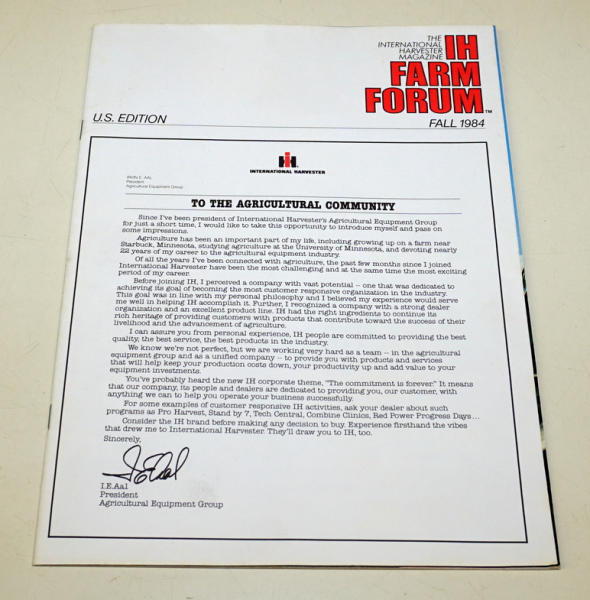 THE
INTERNATIONAL
HARVESTER
MAGAZINE
IH
FARM
FORUM™
U.S. EDITION
FALL 1984
INTERNATIONAL HARVESTER
President
Agricultural Equipment Group
TO THE AGRICULTURAL COMMUNITY
Since I've been president of International Harvester's Agricultural Equipment Group
for just a short time, I would like to take this opportunity to introduce myself and pass on
some impressions.
Agriculture has been an important part of my life, including growing up on a farm near
Starbuck, Minnesota, studying agriculture at the University of Minnesota, and devoting nearly
22 years of my career to the agricultural equipment industry.
Of all the years I've been connected with agriculture, the past few months since I joined
International Harvester have been the most challenging and at the same time the most exciting
period of my career.
Before joining IH, I perceived a company with vast potential -- one that was dedicated to
achieving its goal of becoming the most customer responsive organization in the industry.
This goal was in line with my personal philosophy and I believed my experience would serve
me well in helping IH accomplish it. Further, I recognized a company with a strong dealer
organization and an excellent product line. IH had the right ingredients to continue its
rich heritage of providing customers with products that contribute toward the success of their
livelihood and the advancement of agriculture.
I can assure you from personal experience, IH people are committed to providing the best
quality, the best service, the best products in the industry.
We know we're not perfect, but we are working very hard as a team -- in the agricultural
equipment group and as a unified company -- to provide you with products and services
that will help keep your production costs down, your productivity up and add value to your
equipment investments.
You've probably heard the new IH corporate theme, "The commitment is forever." It means
that our company, its people and dealers are dedicated to providing you, our customer, with
anything we can to help you operate your business successfully.
For some examples of customer responsive IH activities, ask your dealer about such
programs as Pro Harvest, Stand by 7, Tech Central, Combine Clinics, Red Power Progress Days...
Consider the IH brand before making any decision to buy. Experience firsthand the vibes
that drew me to International Harvester. They'll draw you to IH, too.
Sincerely,
I.E.Aal
President
Agricultural Equipment Group